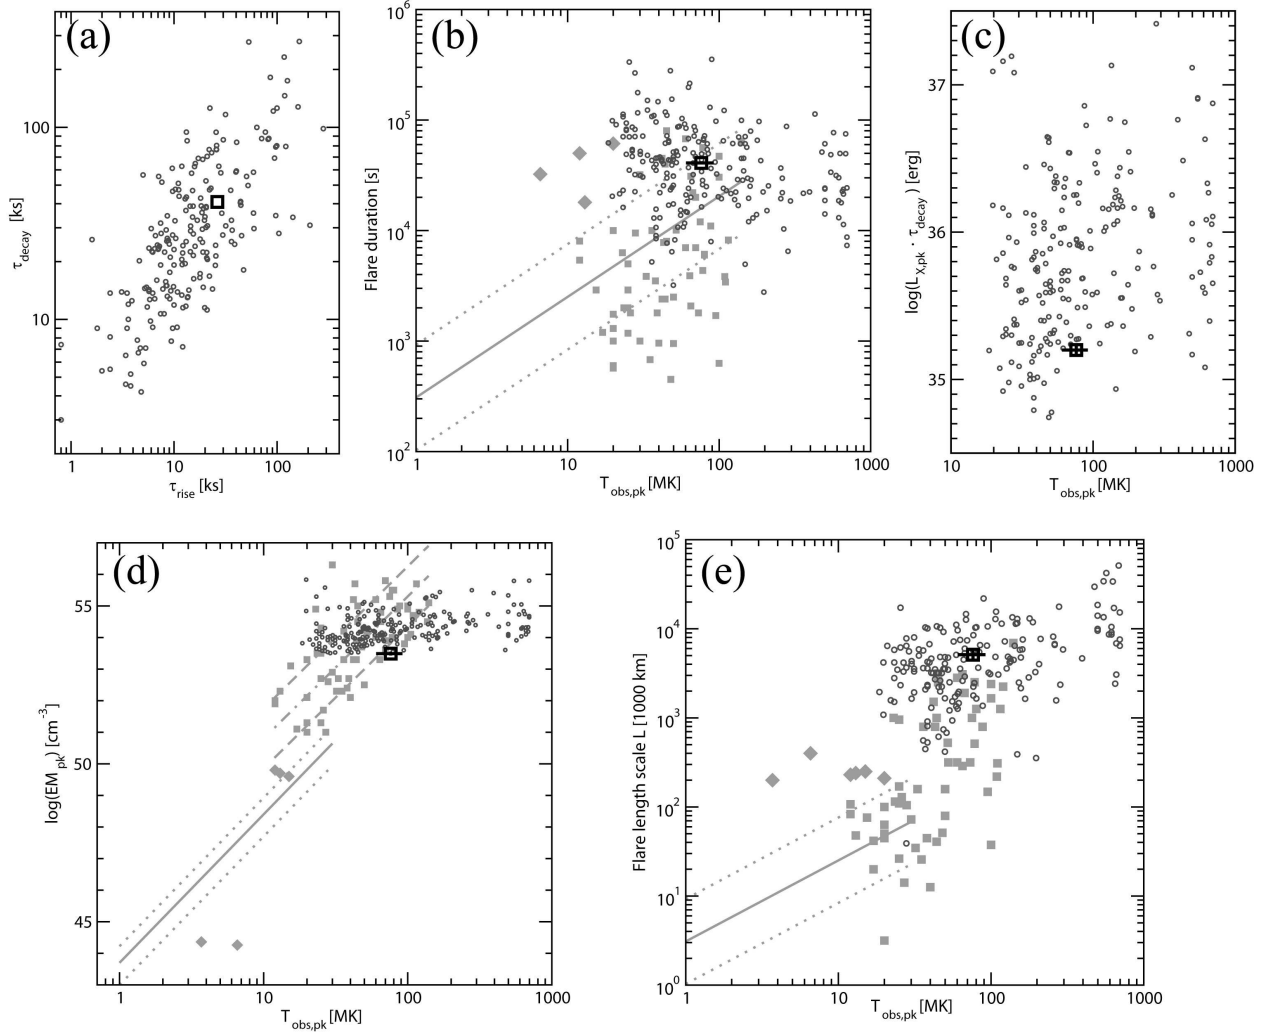 (a)
100
10
τdecay [ks]
1 10 100
τrise [ks]
(b)
10^6
10^5
10^4
10^3
10^2
Flare duration [s]
1 10 100 1000
Tobs,pk [MK]
(c)
37
36
35
log(LX,pk · τdecay) [erg]
10 100 1000
Tobs,pk [MK]
(d)
55
50
45
log(EMpk) [cm^-3]
1 10 100 1000
Tobs,pk [MK]
(e)
10^5
10^4
10^3
10^2
10^1
10^0
Flare length scale L [1000 km]
1 10 100 1000
Tobs,pk [MK]